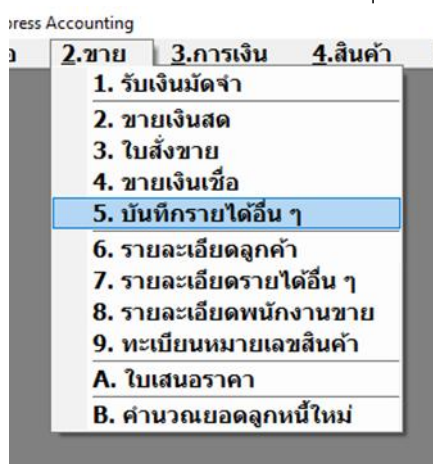 press Accounting
2.ขาย 3.การเงิน 4.สินค้า
1. รับเงินมัดจำ
2. ขายเงินสด
3. ใบสั่งขาย
4. ขายเงินเชื่อ
5. บันทึกรายได้อื่น ๆ
6. รายละเอียดลูกค้า
7. รายละเอียดรายได้อื่น ๆ
8. รายละเอียดพนักงานขาย
9. ทะเบียนหมายเลขสินค้า
A. ใบเสนอราคา
B. คำนวณยอดลูกหนี้ใหม่